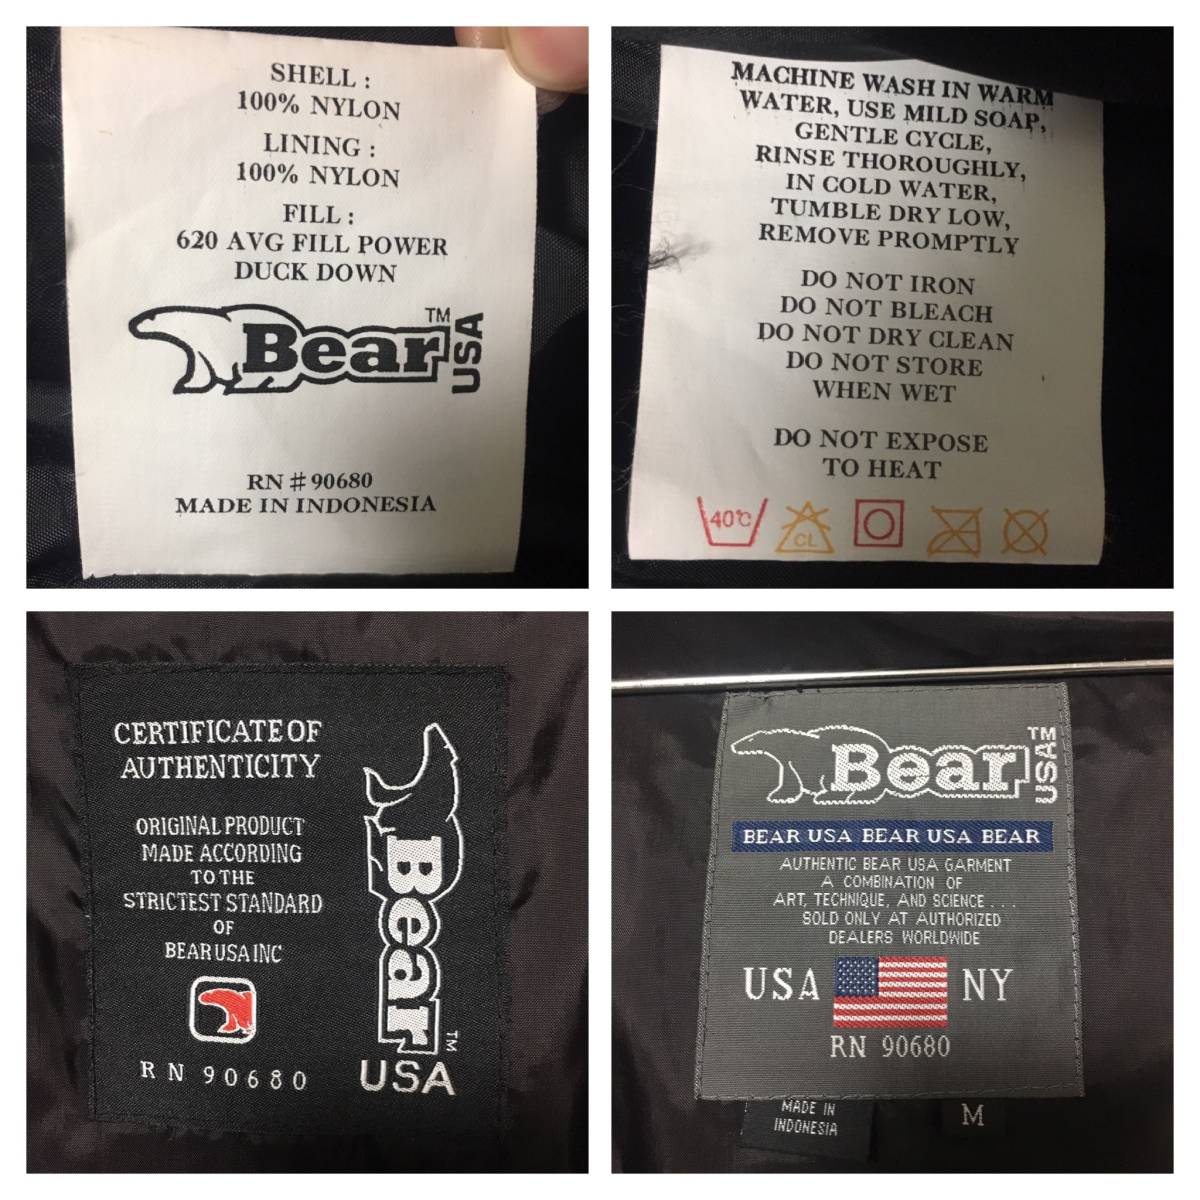 SHELL :
100% NYLON
LINING :
100% NYLON
FILL :
620 AVG FILL POWER
DUCK DOWN
Bear
TM
USA
RN # 90680
MADE IN INDONESIA
MACHINE WASH IN WARM
WATER, USE MILD SOAP,
GENTLE CYCLE,
RINSE THOROUGHLY,
IN COLD WATER,
TUMBLE DRY LOW,
REMOVE PROMPTLY
DO NOT IRON
DO NOT BLEACH
DO NOT DRY CLEAN
DO NOT STORE
WHEN WET
DO NOT EXPOSE
TO HEAT
40°C
CL
CERTIFICATE OF
AUTHENTICITY
ORIGINAL PRODUCT
MADE ACCORDING
TO THE
STRICTEST STANDARD
OF
BEAR USA INC
RN 90680
Bear
TM
USA
Bear
USA
TM
BEAR USA BEAR USA BEAR
AUTHENTIC BEAR USA GARMENT
A COMBINATION OF
ART, TECHNIQUE, AND SCIENCE . . .
SOLD ONLY AT AUTHORIZED
DEALERS WORLDWIDE
USA NY
RN 90680
MADE IN
INDONESIA
M